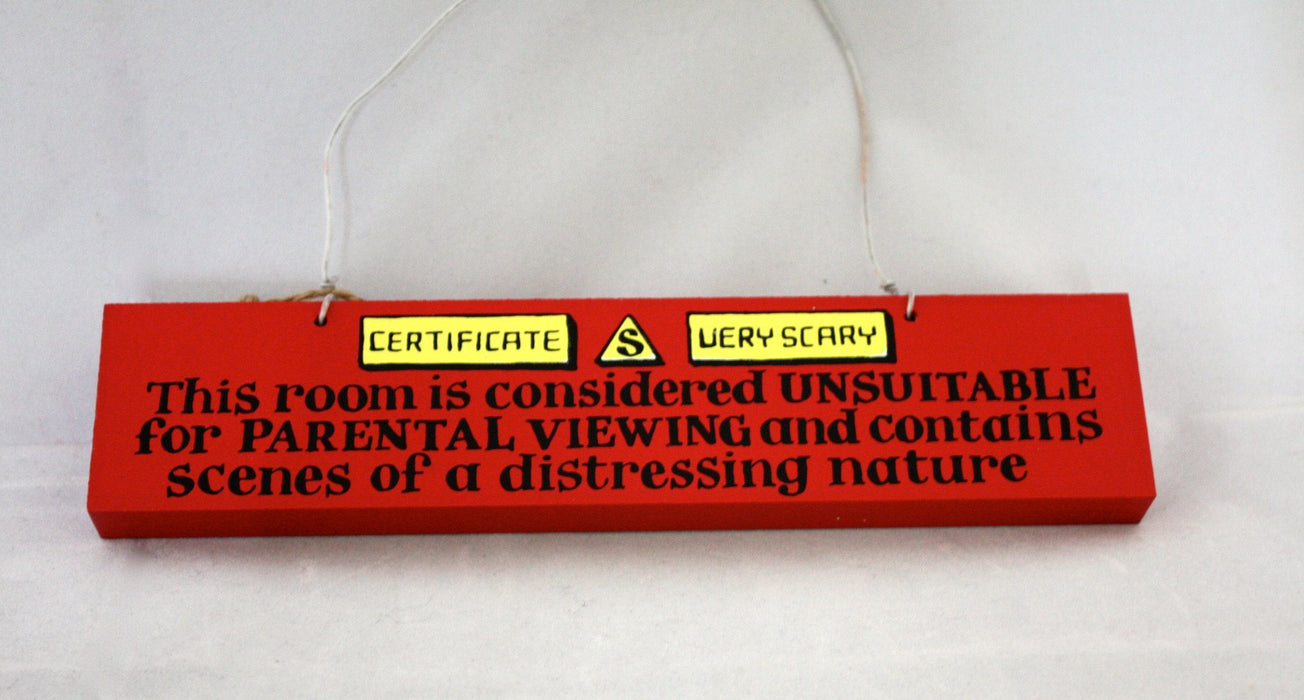 CERTIFICATE S VERY SCARY
This room is considered UNSUITABLE
for PARENTAL VIEWING and contains
scenes of a distressing nature